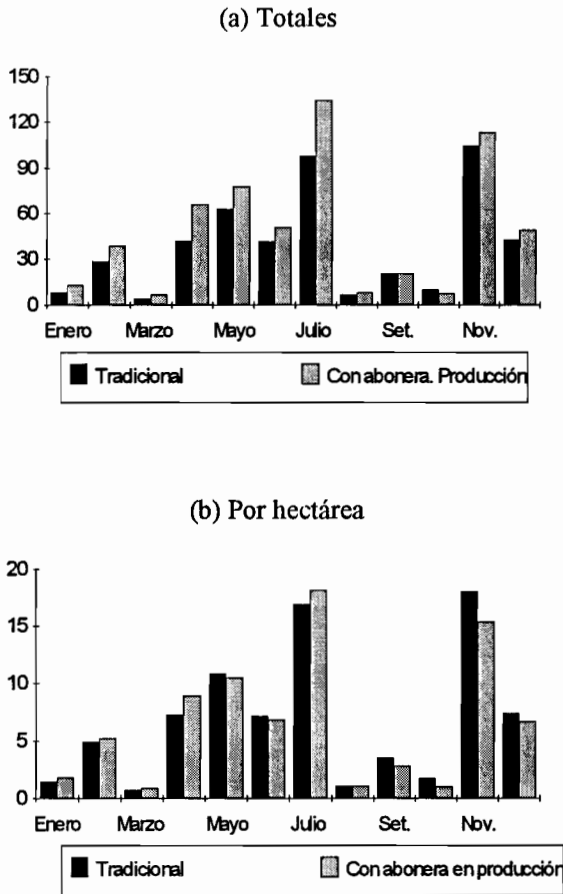 (a) Totales
150
120
90
60
30
0
Enero Marzo Mayo Julio Set. Nov.
Tradicional Con abonera. Producción
(b) Por hectárea
20
15
10
5
0
Enero Marzo Mayo Julio Set. Nov.
Tradicional Con abonera en producción